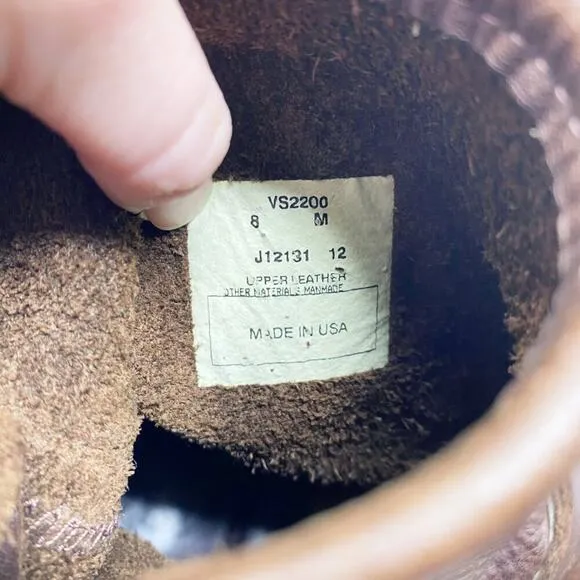 VS2200
8 M
J12131 12
UPPER LEATHER
OTHER MATERIALS MANMADE
MADE IN USA